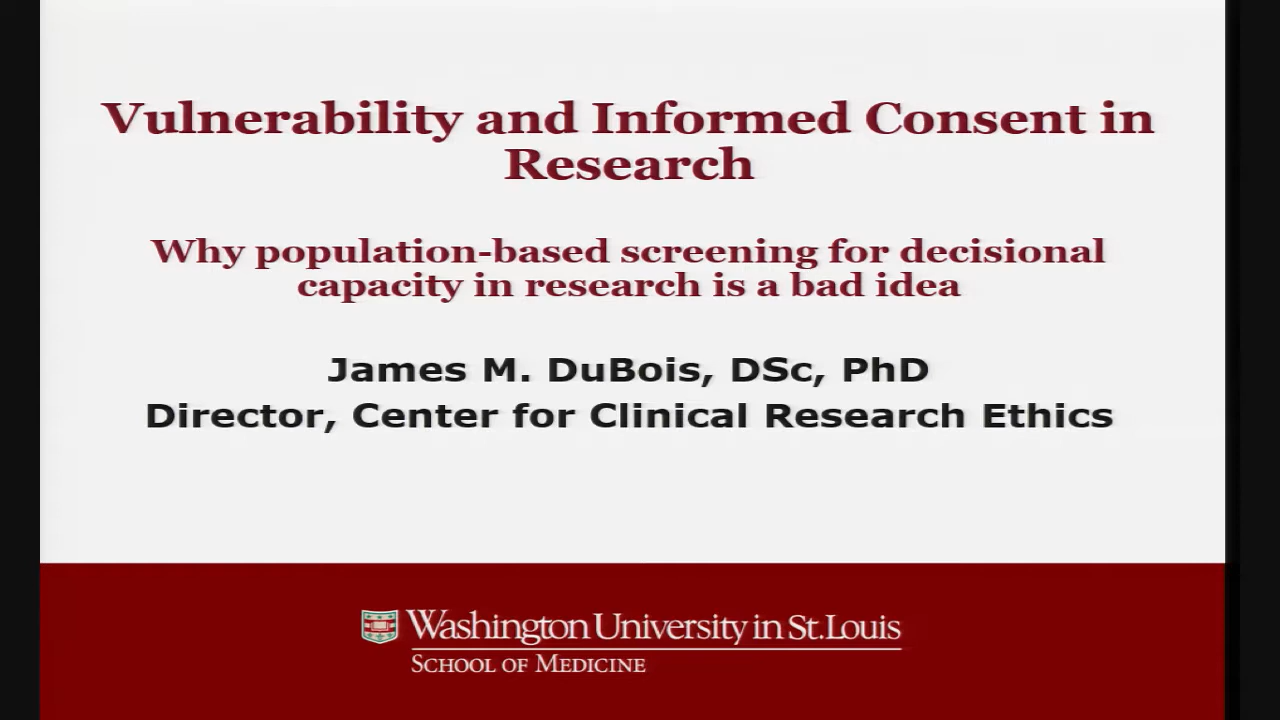 Vulnerability and Informed Consent in
Research
Why population-based screening for decisional
capacity in research is a bad idea
James M. DuBois, DSc, PhD
Director, Center for Clinical Research Ethics
Washington University in St. Louis
SCHOOL OF MEDICINE